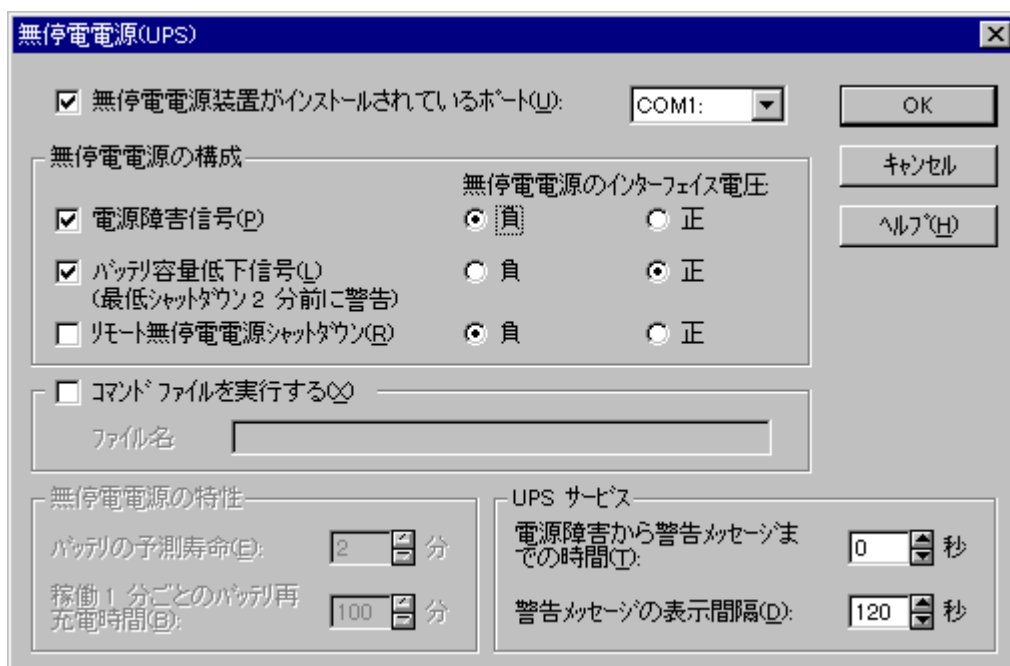 無停電電源(UPS)
無停電電源装置がインストールされているポート(U):
COM1:
OK
キャンセル
ヘルプ(H)
無停電電源の構成
無停電電源のインターフェイス電圧:
電源障害信号(P)
負
正
バッテリ容量低下信号(L)
(最低シャットダウン 2 分前に警告)
負
正
リモート無停電電源シャットダウン(R)
負
正
コマンド ファイルを実行する(X)
ファイル名:
無停電電源の特性
バッテリの予測寿命(E):
2
分
稼働 1 分ごとのバッテリ再
充電時間(B):
100
分
UPS サービス
電源障害から警告メッセージま
での時間(T):
0
秒
警告メッセージの表示間隔(D):
120
秒